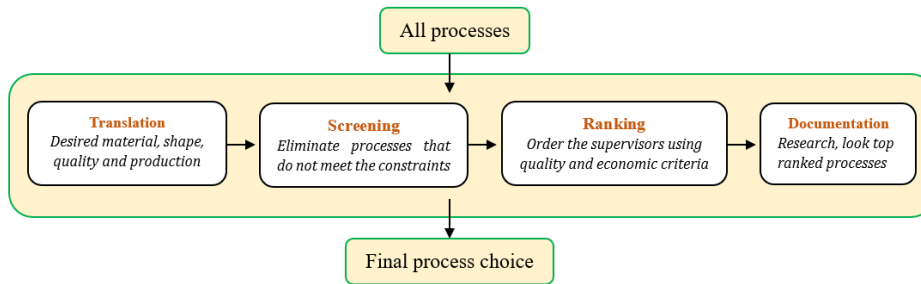 All processes
Translation
Desired material, shape,
quality and production
Screening
Eliminate processes that
do not meet the constraints
Ranking
Order the supervisors using
quality and economic criteria
Documentation
Research, look top
ranked processes
Final process choice